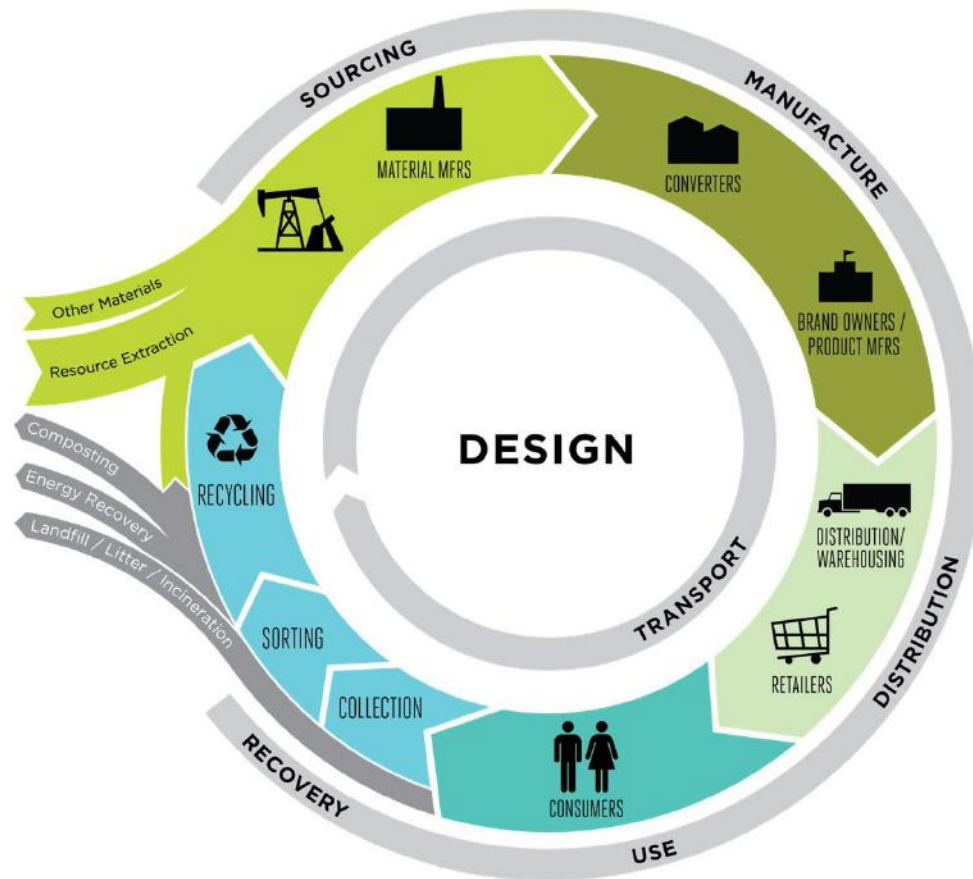 SOURCING
MANUFACTURE
MATERIAL MFRS
CONVERTERS
Other Materials
Resource Extraction
BRAND OWNERS /
PRODUCT MFRS
DESIGN
Composting
Energy Recovery
Landfill / Litter / Incineration
RECYCLING
DISTRIBUTION/
WAREHOUSING
TRANSPORT
DISTRIBUTION
SORTING
RETAILERS
COLLECTION
RECOVERY
CONSUMERS
USE